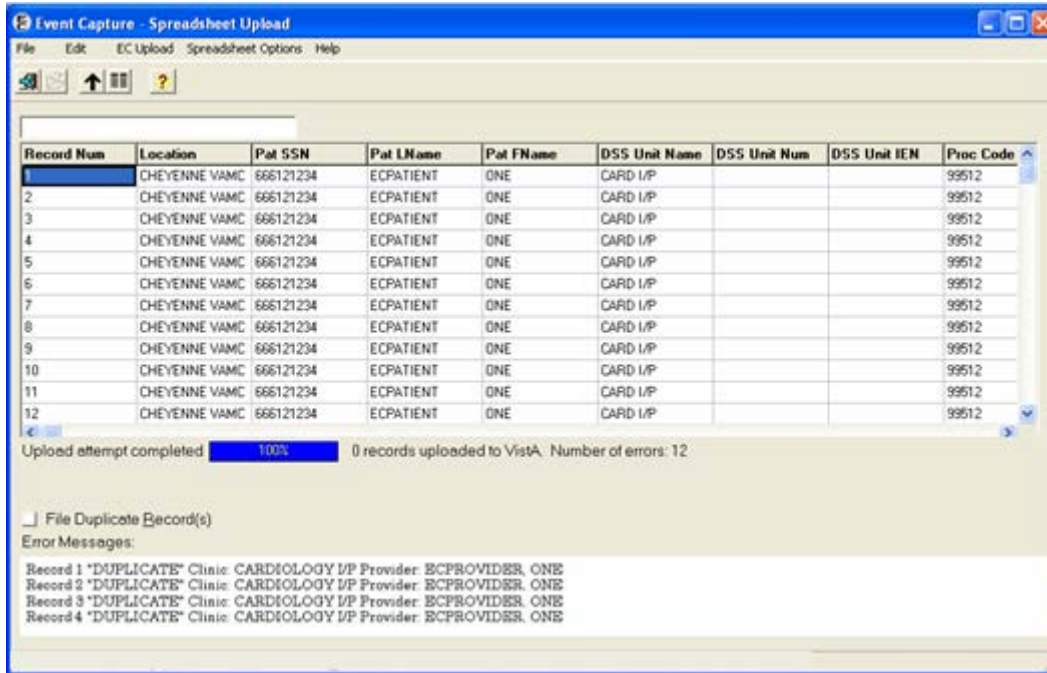 Event Capture - Spreadsheet Upload
File Edit EC Upload Spreadsheet Options Help
?
Record Num Location Pat SSN Pat LName Pat FName DSS Unit Name DSS Unit Num DSS Unit IEN Proc Code
1 CHEYENNE VAMC 666121234 ECPATIENT ONE CARD I/P 99512
2 CHEYENNE VAMC 666121234 ECPATIENT ONE CARD I/P 99512
3 CHEYENNE VAMC 666121234 ECPATIENT ONE CARD I/P 99512
4 CHEYENNE VAMC 666121234 ECPATIENT ONE CARD I/P 99512
5 CHEYENNE VAMC 666121234 ECPATIENT ONE CARD I/P 99512
6 CHEYENNE VAMC 666121234 ECPATIENT ONE CARD I/P 99512
7 CHEYENNE VAMC 666121234 ECPATIENT ONE CARD I/P 99512
8 CHEYENNE VAMC 666121234 ECPATIENT ONE CARD I/P 99512
9 CHEYENNE VAMC 666121234 ECPATIENT ONE CARD I/P 99512
10 CHEYENNE VAMC 666121234 ECPATIENT ONE CARD I/P 99512
11 CHEYENNE VAMC 666121234 ECPATIENT ONE CARD I/P 99512
12 CHEYENNE VAMC 666121234 ECPATIENT ONE CARD I/P 99512
Upload attempt completed 100% 0 records uploaded to VistA. Number of errors: 12
File Duplicate Record(s)
Error Messages:
Record 1 "DUPLICATE" Clinic: CARDIOLOGY I/P Provider: ECPROVIDER, ONE
Record 2 "DUPLICATE" Clinic: CARDIOLOGY I/P Provider: ECPROVIDER, ONE
Record 3 "DUPLICATE" Clinic: CARDIOLOGY I/P Provider: ECPROVIDER, ONE
Record 4 "DUPLICATE" Clinic: CARDIOLOGY I/P Provider: ECPROVIDER, ONE